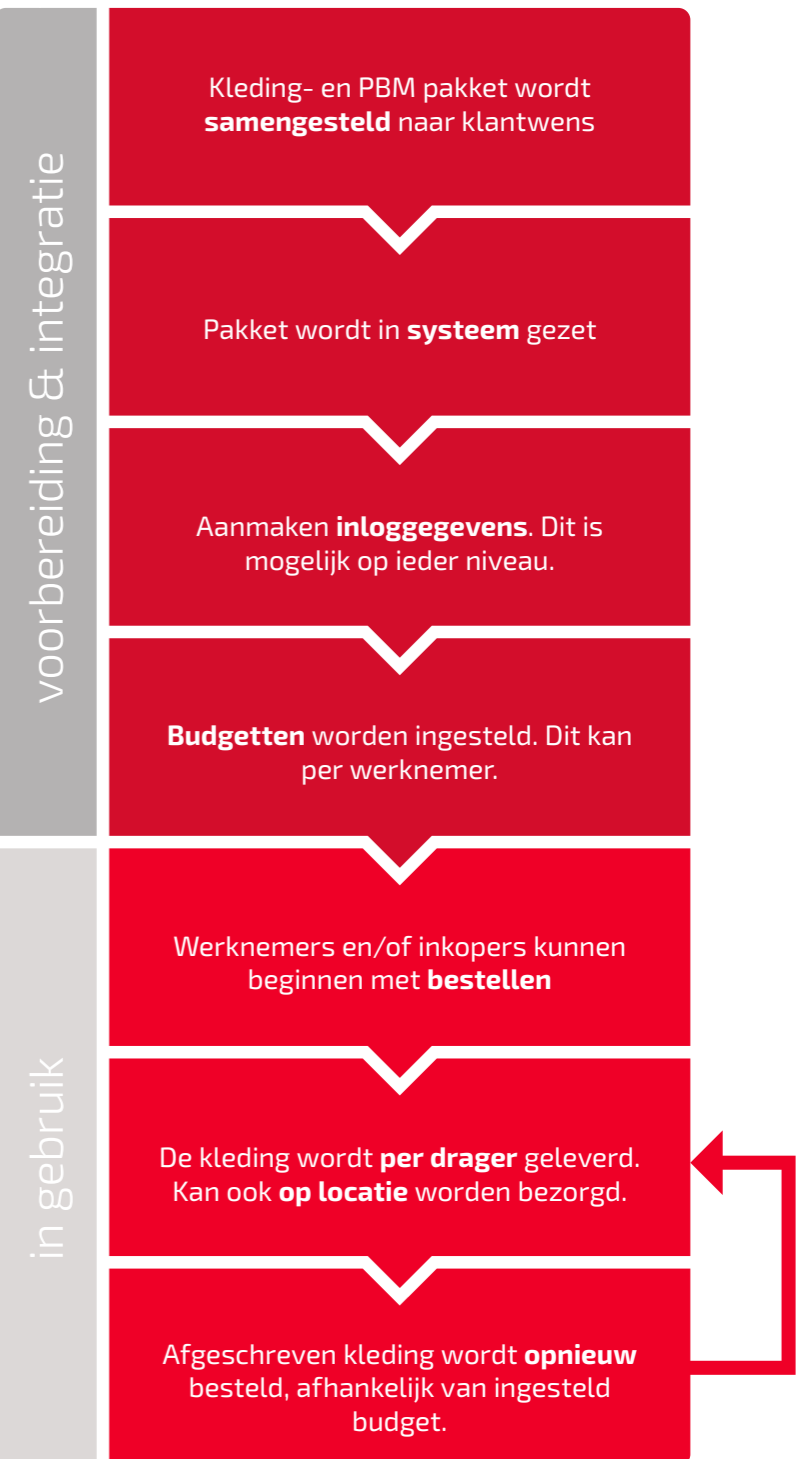 voorbereiding & integratie
Kleding- en PBM pakket wordt
samengesteld naar klantwens
Pakket wordt in systeem gezet
Aanmaken inloggegevens. Dit is
mogelijk op ieder niveau.
Budgetten worden ingesteld. Dit kan
per werknemer.
in gebruik
Werknemers en/of inkopers kunnen
beginnen met bestellen
De kleding wordt per drager geleverd.
Kan ook op locatie worden bezorgd.
Afgeschreven kleding wordt opnieuw
besteld, afhankelijk van ingesteld
budget.